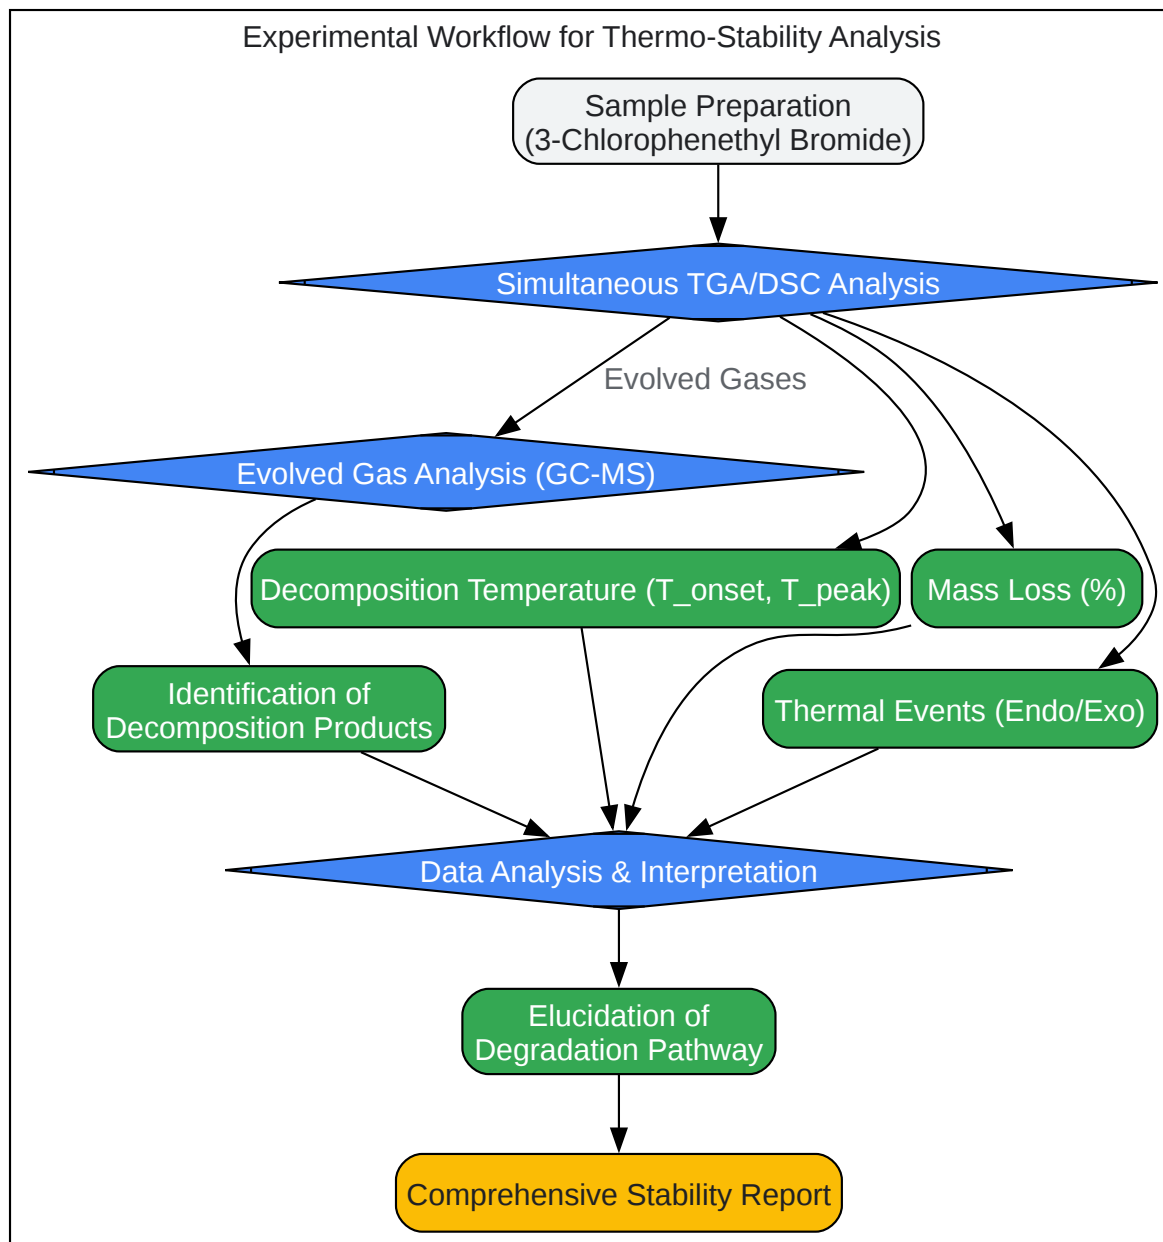 Experimental Workflow for Thermo-Stability Analysis
Sample Preparation
(3-Chlorophenethyl Bromide)
Simultaneous TGA/DSC Analysis
Evolved Gases
Evolved Gas Analysis (GC-MS)
Decomposition Temperature (T_onset, T_peak)
Mass Loss (%)
Identification of
Decomposition Products
Thermal Events (Endo/Exo)
Data Analysis & Interpretation
Elucidation of
Degradation Pathway
Comprehensive Stability Report